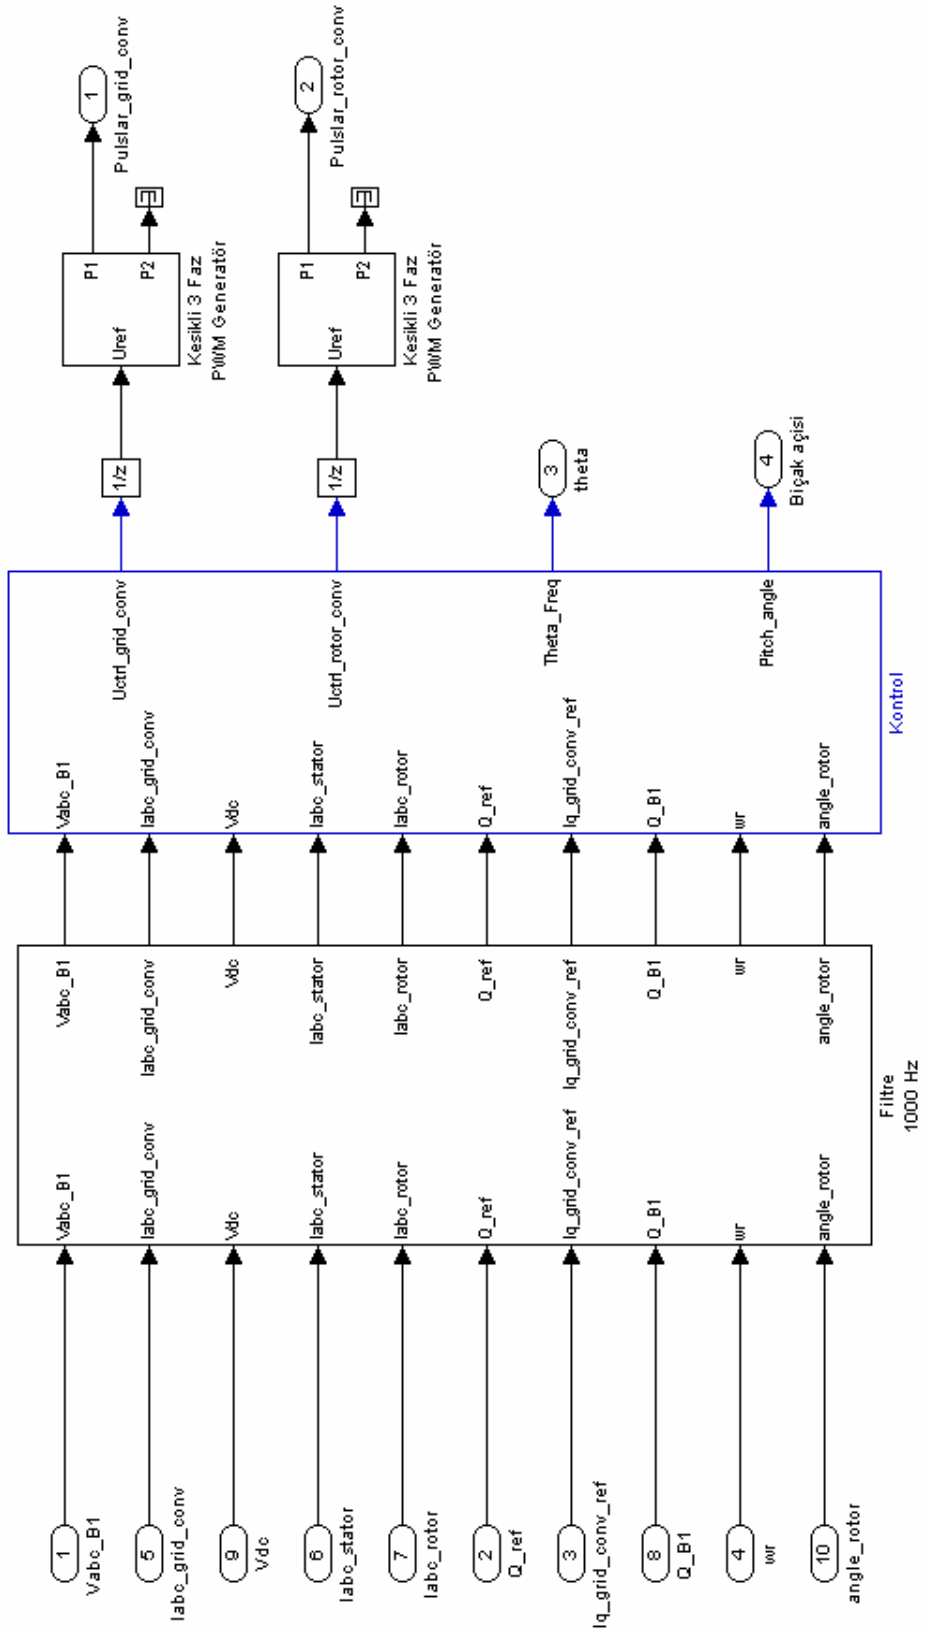 1
Vabc_B1
5
Iabc_grid_conv
9
Vdc
6
Iabc_stator
7
Iabc_rotor
2
Q_ref
3
Iq_grid_conv_ref
8
Q_B1
4
wr
10
angle_rotor
Vabc_B1
Iabc_grid_conv
Vdc
Iabc_stator
Iabc_rotor
Q_ref
Iq_grid_conv_ref
Q_B1
wr
angle_rotor
Vabc_B1
Iabc_grid_conv
Vdc
Iabc_stator
Iabc_rotor
Q_ref
Iq_grid_conv_ref
Q_B1
wr
angle_rotor
Filtre
1000 Hz
Vabc_B1
Iabc_grid_conv
Vdc
Iabc_stator
Iabc_rotor
Q_ref
Iq_grid_conv_ref
Q_B1
wr
angle_rotor
Uctrl_grid_conv
Uctrl_rotor_conv
Theta_Freq
Pitch_angle
Kontrol
1/z
1/z
Uref
P1
P2
Kesikli 3 Faz
PWM Generatör
Uref
P1
P2
Kesikli 3 Faz
PWM Generatör
1
Pulslar_grid_conv
2
Pulslar_rotor_conv
3
theta
4
Biçak açisi